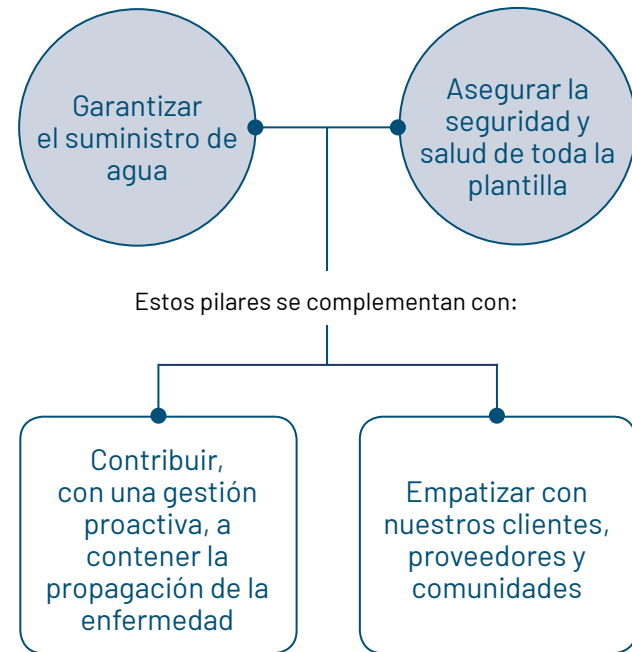 Garantizar
el suministro de
agua
Asegurar la
seguridad y
salud de toda la
plantilla
Estos pilares se complementan con:
Contribuir,
con una gestión
proactiva, a
contener la
propagación de la
enfermedad
Empatizar con
nuestros clientes,
proveedores y
comunidades